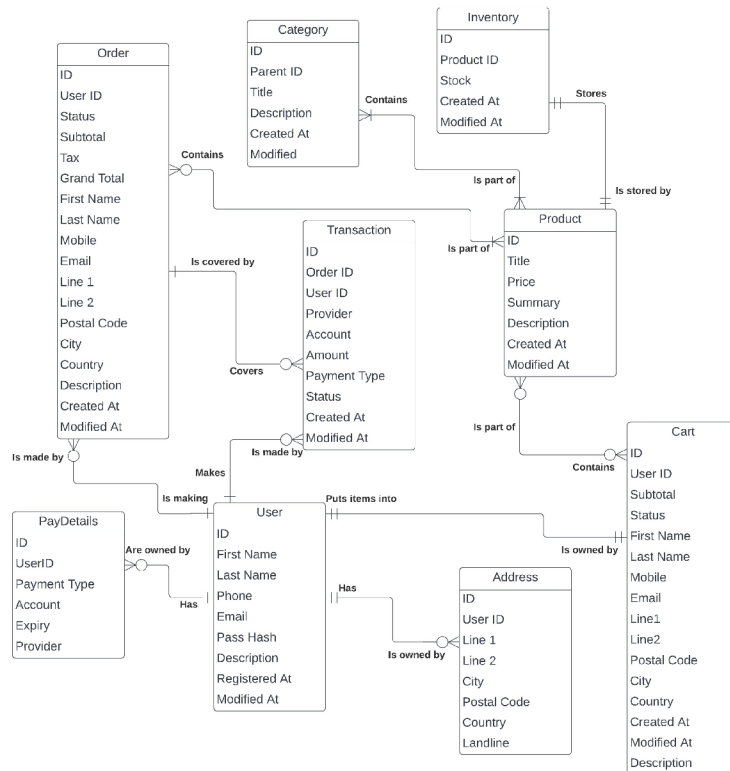 Order
ID
User ID
Status
Subtotal
Tax
Grand Total
First Name
Last Name
Mobile
Email
Line 1
Line 2
Postal Code
City
Country
Description
Created At
Modified At
Category
ID
Parent ID
Title
Description
Created At
Modified
Inventory
ID
Product ID
Stock
Created At
Modified At
Contains
Stores
Contains
Is part of
Is stored by
Is part of
Product
ID
Title
Price
Summary
Description
Created At
Modified At
Transaction
ID
Order ID
User ID
Provider
Account
Amount
Payment Type
Status
Created At
Modified At
Is covered by
Covers
Is made by
Is made by
Makes
Is making
Is part of
Contains
Cart
ID
User ID
Subtotal
Status
First Name
Last Name
Mobile
Email
Line1
Line2
Postal Code
City
Country
Created At
Modified At
Description
PayDetails
ID
UserID
Payment Type
Account
Expiry
Provider
Are owned by
Has
User
ID
First Name
Last Name
Phone
Email
Pass Hash
Description
Registered At
Modified At
Puts items into
Is owned by
Has
Is owned by
Address
ID
User ID
Line 1
Line 2
City
Postal Code
Country
Landline